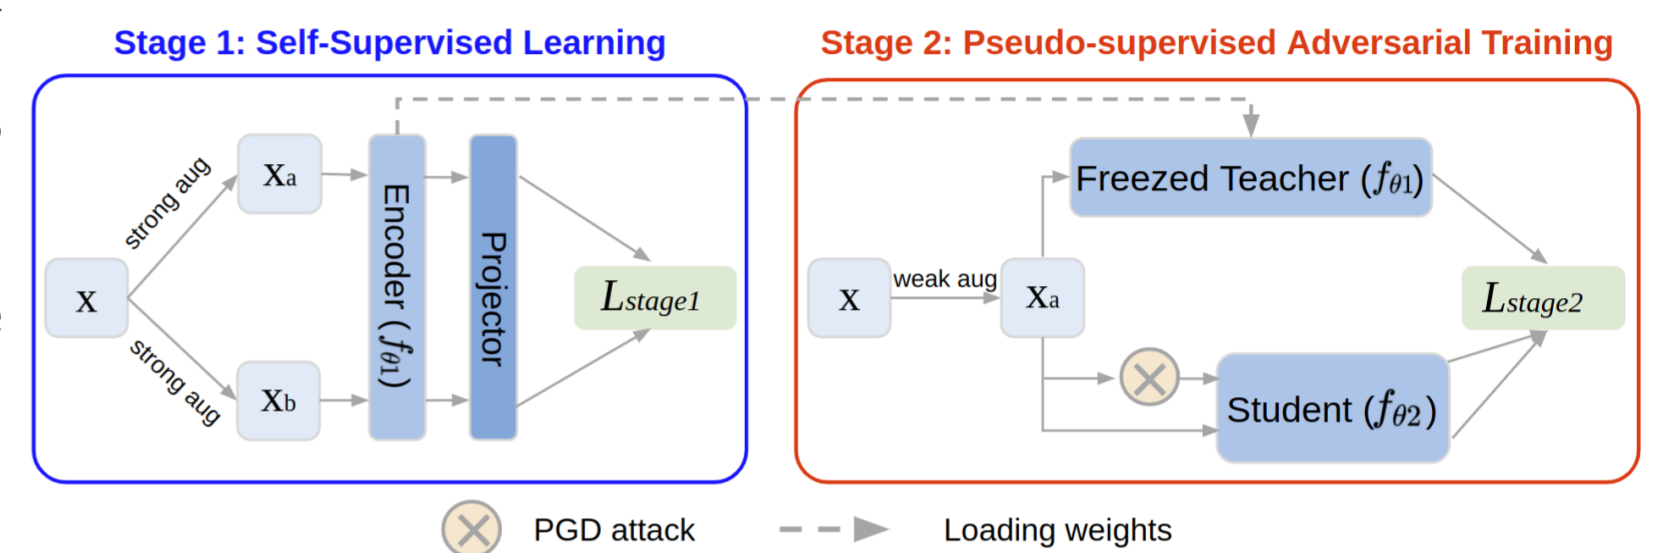 Stage 1: Self-Supervised Learning
Stage 2: Pseudo-supervised Adversarial Training
strong aug
strong aug
x
xa
xb
Encoder (fθ1)
Projector
Lstage1
x
weak aug
xa
Freezed Teacher (fθ1)
Student (fθ2)
Lstage2
PGD attack
Loading weights